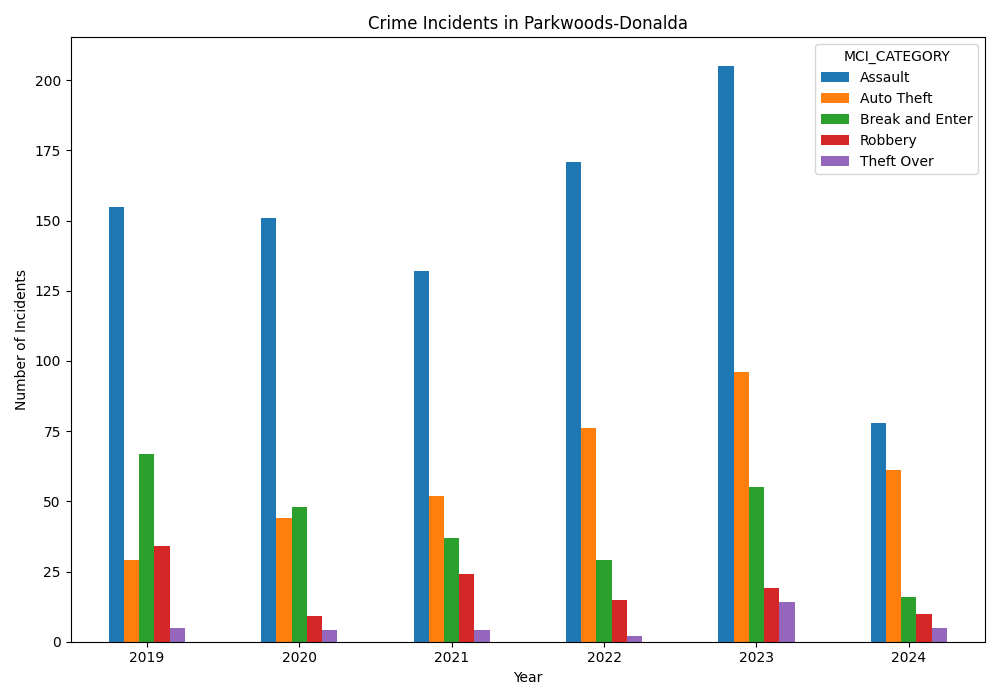 Crime Incidents in Parkwoods-Donalda
MCI_CATEGORY
Assault
Auto Theft
Break and Enter
Robbery
Theft Over
Number of Incidents
200
175
150
125
100
75
50
25
0
2019 2020 2021 2022 2023 2024
Year